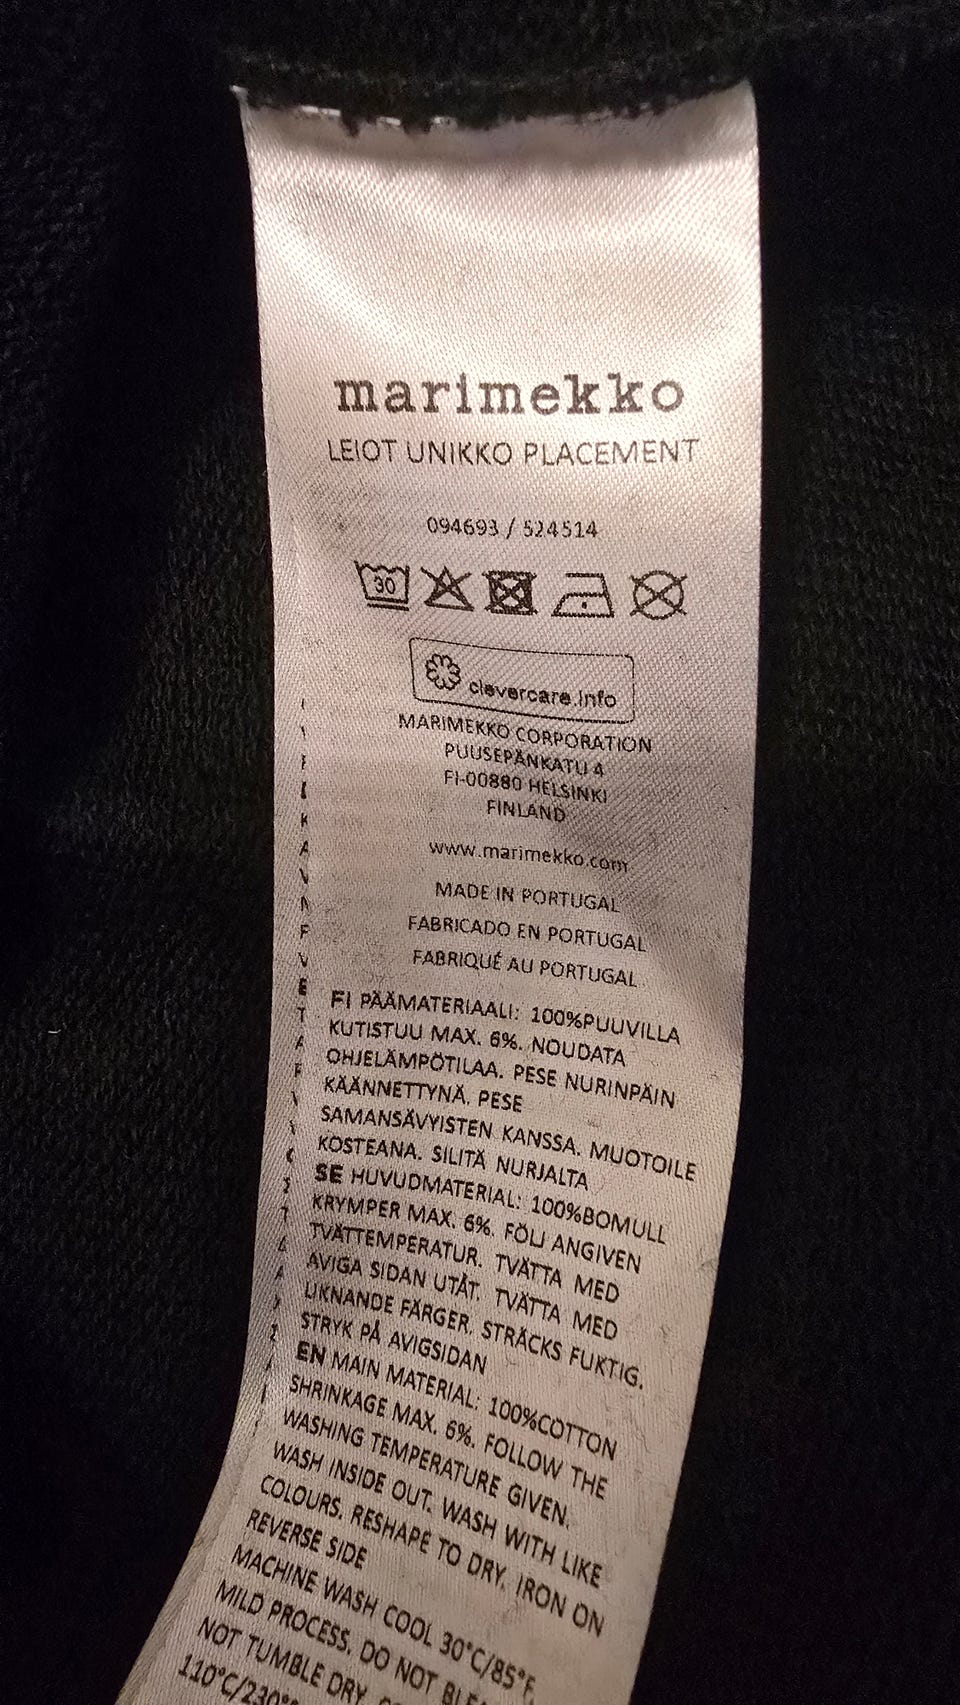 marimekko
LEIOT UNIKKO PLACEMENT
094693 / 524514
30
clevercare.info
MARIMEKKO CORPORATION
PUUSEPÄNKATU 4
FI-00880 HELSINKI
FINLAND
www.marimekko.com
MADE IN PORTUGAL
FABRICADO EN PORTUGAL
FABRIQUÉ AU PORTUGAL
FI PÄÄMATERIAALI: 100%PUUVILLA
KUTISTUU MAX. 6%. NOUDATA
OHJELÄMPÖTILAA. PESE NURINPÄIN
KÄÄNNETTYNÄ. PESE
SAMANSÄVYISTEN KANSSA. MUOTOILE
KOSTEANA. SILITÄ NURJALTA
SE HUVUDMATERIAL: 100%BOMULL
KRYMPER MAX. 6%. FÖLJ ANGIVEN
TVÄTTEMPERATUR. TVÄTTA MED
AVIGA SIDAN UTÅT. TVÄTTA MED
LIKNANDE FÄRGER. STRÄCKS FUKTIG.
STRYK PÅ AVIGSIDAN
EN MAIN MATERIAL: 100%COTTON
SHRINKAGE MAX. 6%. FOLLOW THE
WASHING TEMPERATURE GIVEN.
WASH INSIDE OUT. WASH WITH LIKE
COLOURS. RESHAPE TO DRY. IRON ON
REVERSE SIDE
MACHINE WASH COOL 30°C/85°F
MILD PROCESS. DO NOT
NOT TUMBLE DRY.
110°C/230°